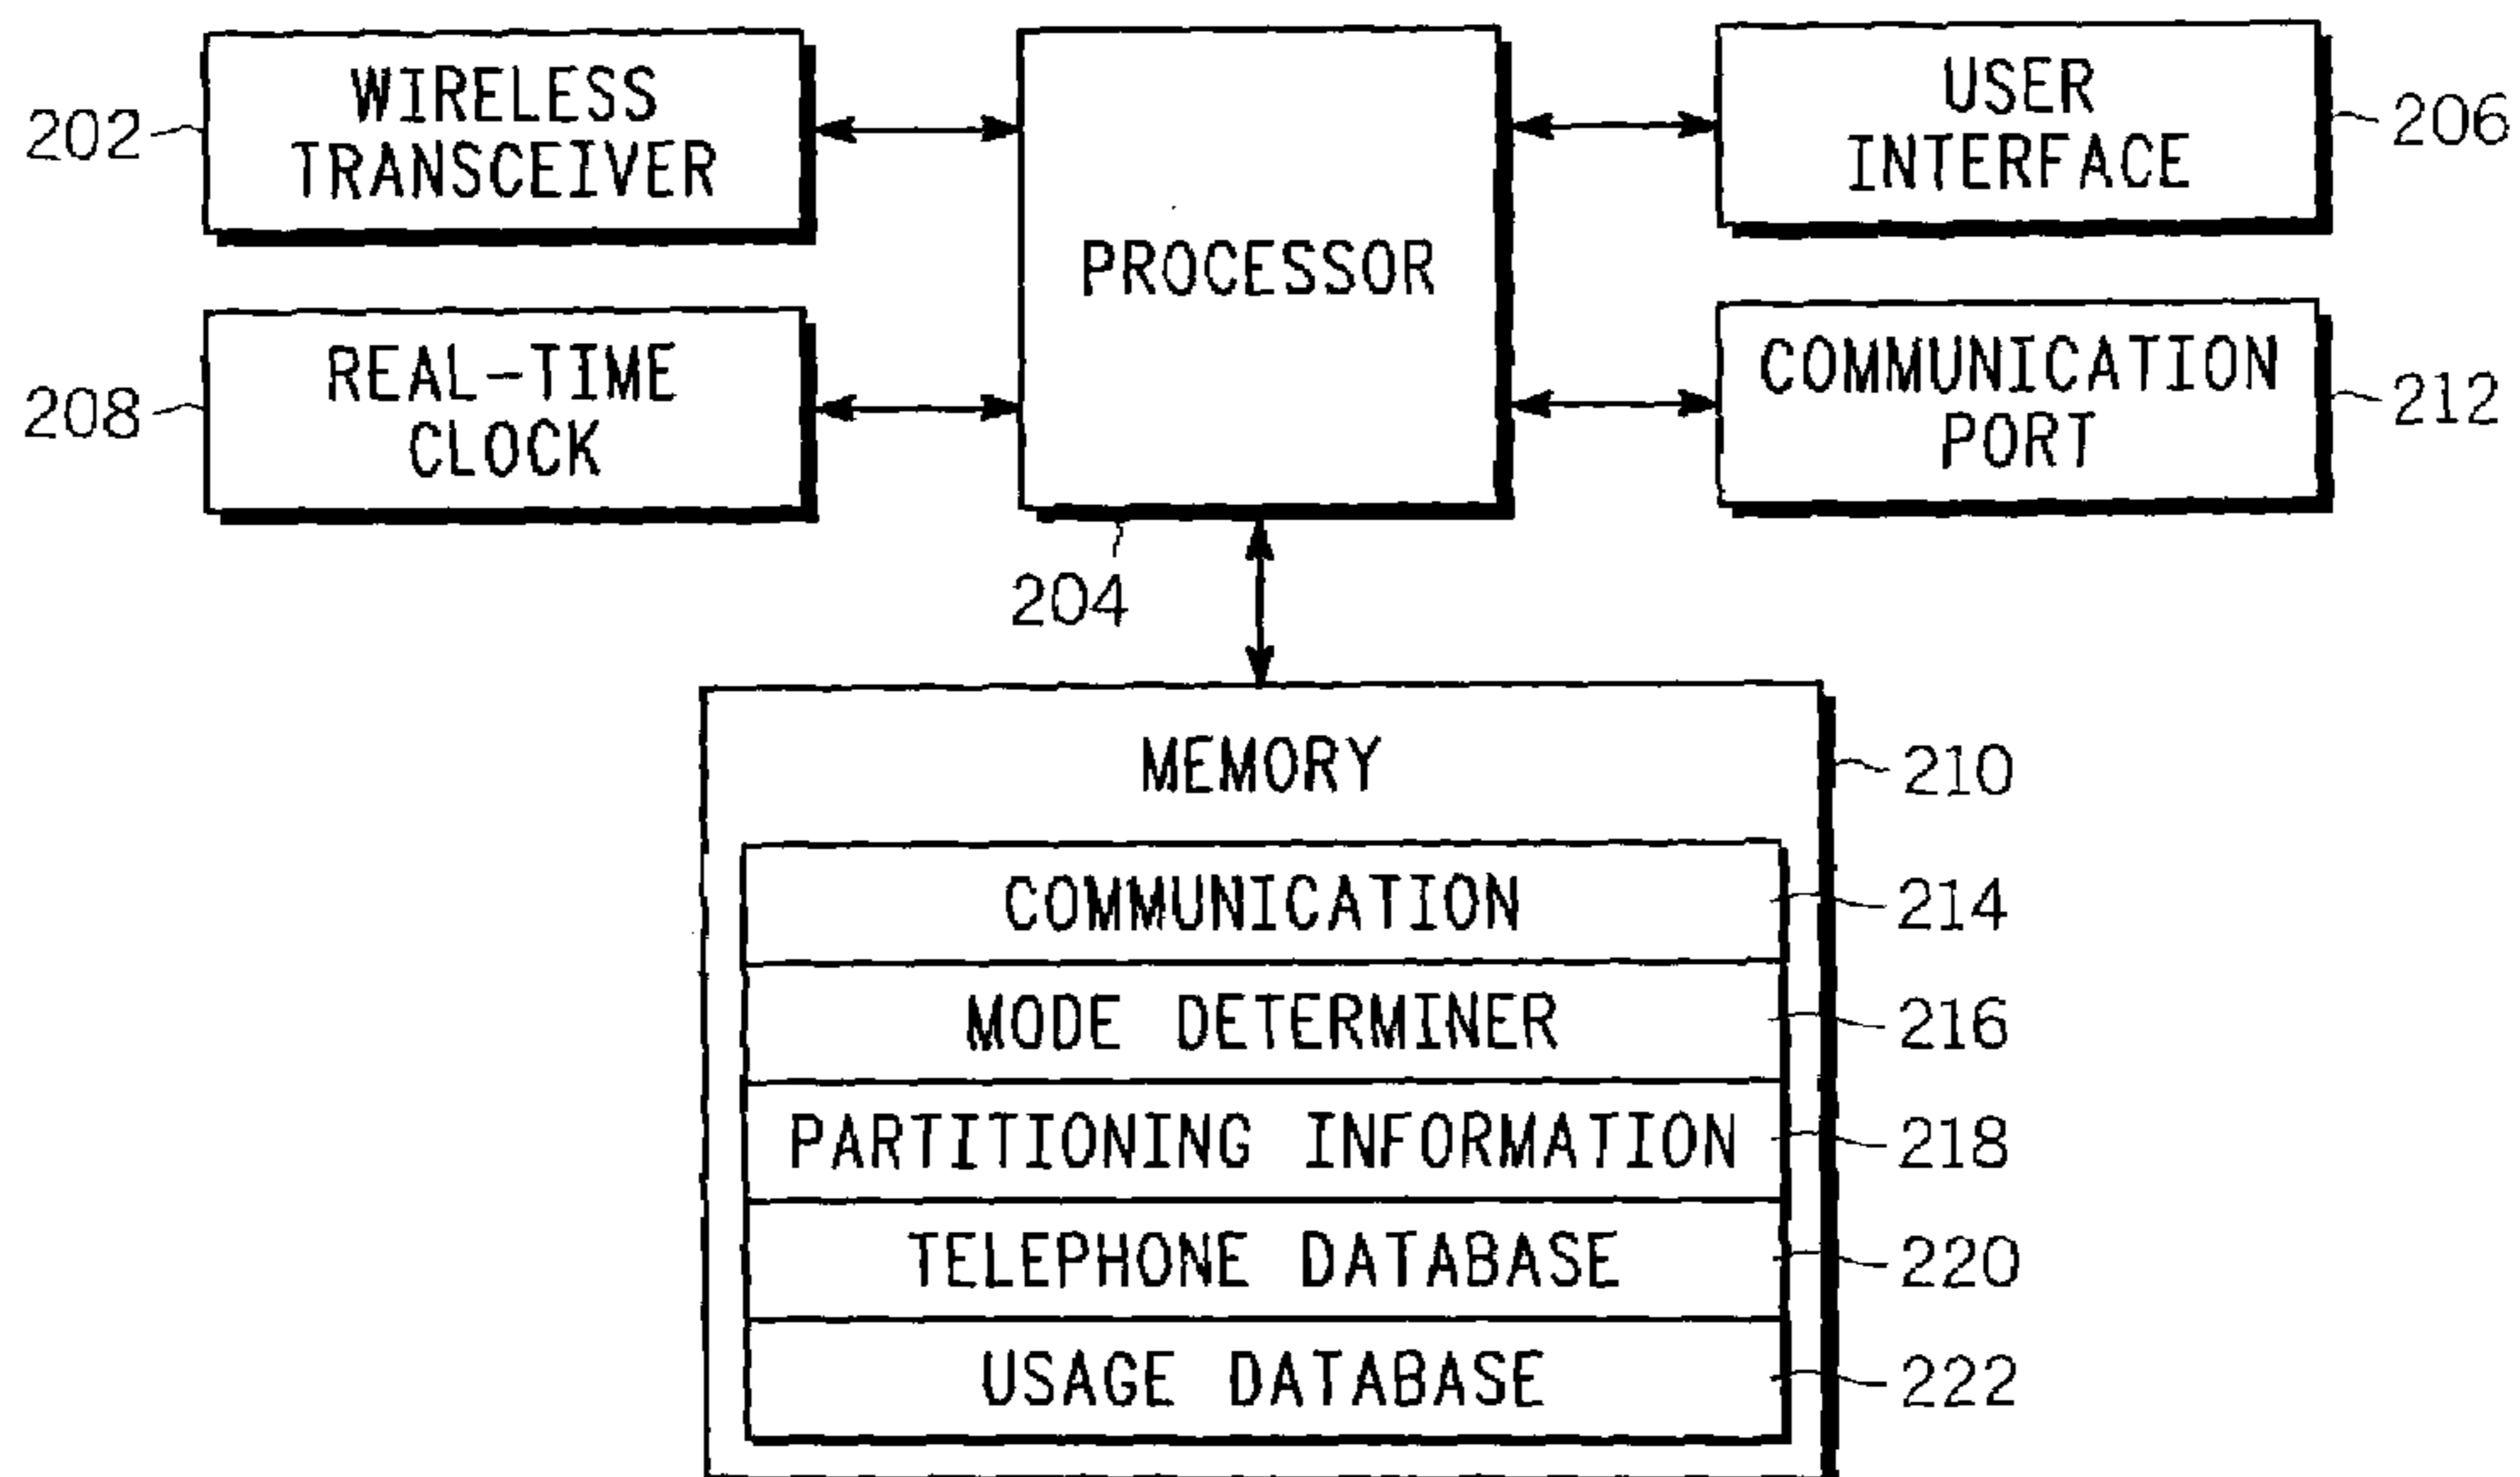 WIRELESS
TRANSCEIVER
202
PROCESSOR
204
USER
INTERFACE
206
REAL-TIME
CLOCK
208
COMMUNICATION
PORT
212
MEMORY
210
COMMUNICATION
214
MODE DETERMINER
216
PARTITIONING INFORMATION
218
TELEPHONE DATABASE
220
USAGE DATABASE
222